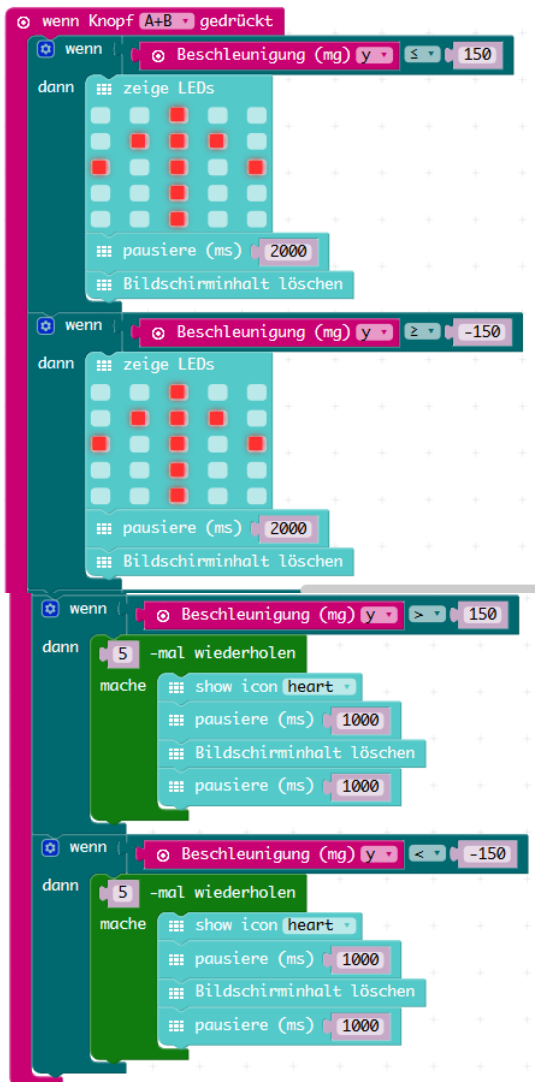 wenn Knopf A+B gedrückt
wenn Beschleunigung (mg) y ≤ 150
dann zeige LEDs
pausiere (ms) 2000
Bildschirminhalt löschen
wenn Beschleunigung (mg) y ≥ -150
dann zeige LEDs
pausiere (ms) 2000
Bildschirminhalt löschen
wenn Beschleunigung (mg) y > 150
dann 5 -mal wiederholen
mache show icon heart
pausiere (ms) 1000
Bildschirminhalt löschen
pausiere (ms) 1000
wenn Beschleunigung (mg) y < -150
dann 5 -mal wiederholen
mache show icon heart
pausiere (ms) 1000
Bildschirminhalt löschen
pausiere (ms) 1000